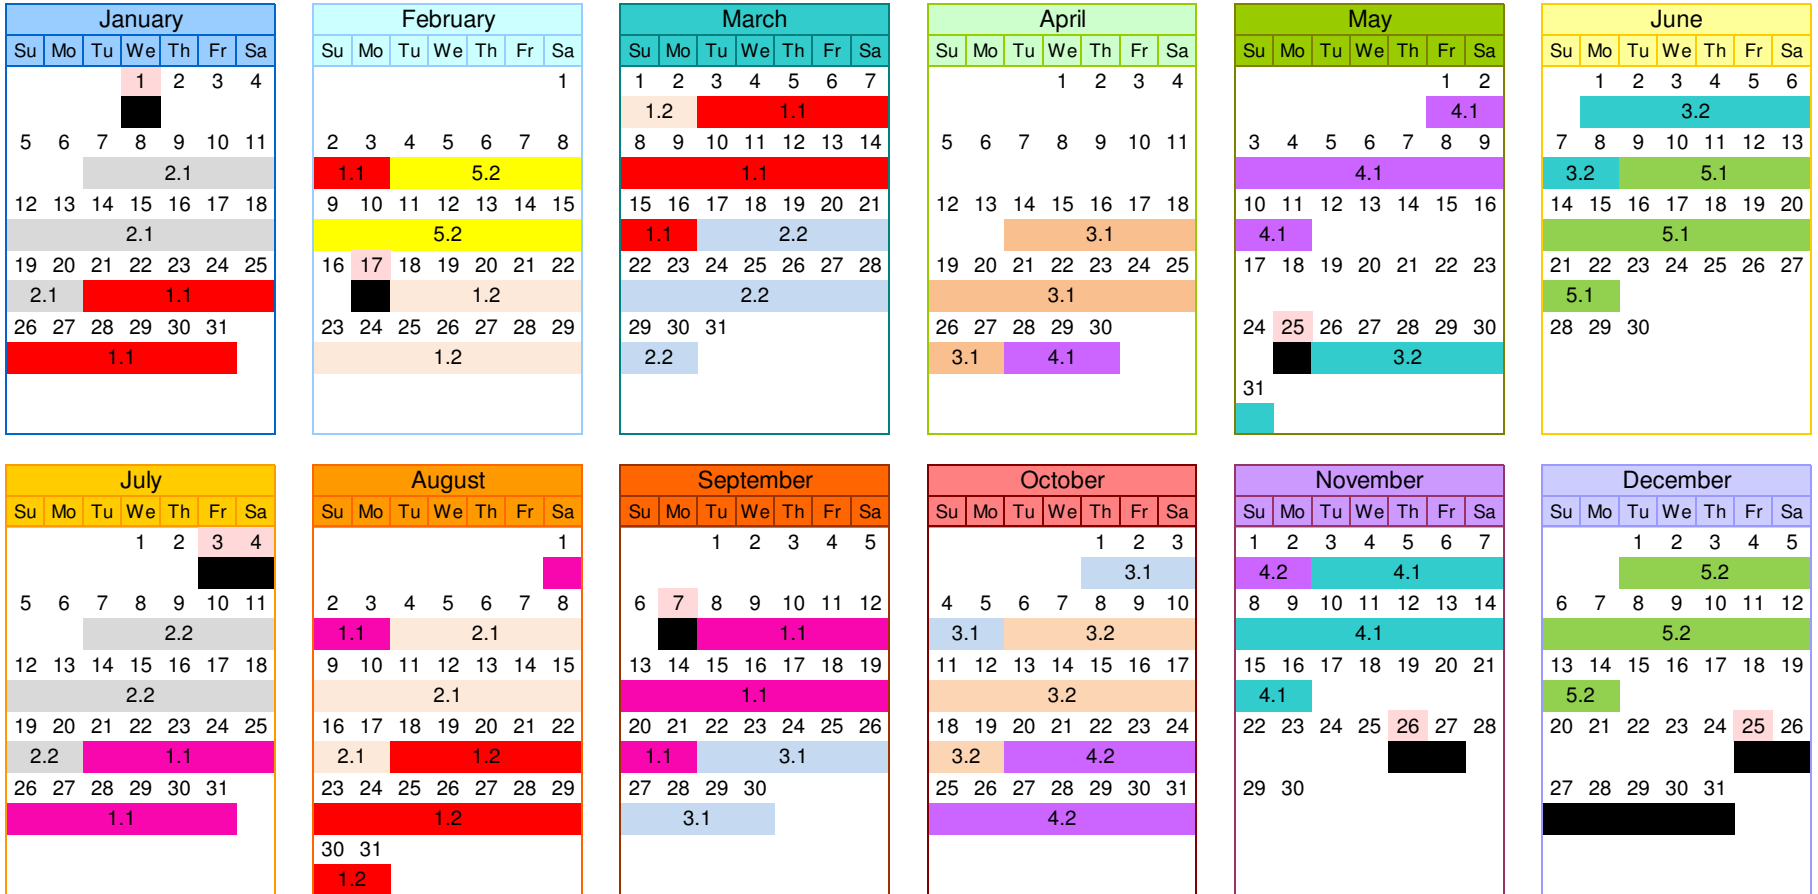 January February March April May June
Su Mo Tu We Th Fr Sa Su Mo Tu We Th Fr Sa Su Mo Tu We Th Fr Sa Su Mo Tu We Th Fr Sa Su Mo Tu We Th Fr Sa Su Mo Tu We Th Fr Sa
1 2 3 4 1 1 2 3 4 5 6 7 1 2 3 4 1 2 1 2 3 4 5 6
1.2 1.1 4.1 3.2
5 6 7 8 9 10 11 2 3 4 5 6 7 8 8 9 10 11 12 13 14 5 6 7 8 9 10 11 3 4 5 6 7 8 9 7 8 9 10 11 12 13
2.1 1.1 5.2 1.1 4.1 3.2 5.1
12 13 14 15 16 17 18 9 10 11 12 13 14 15 15 16 17 18 19 20 21 12 13 14 15 16 17 18 10 11 12 13 14 15 16 14 15 16 17 18 19 20
2.1 5.2 1.1 2.2 3.1 4.1 5.1
19 20 21 22 23 24 25 16 17 18 19 20 21 22 22 23 24 25 26 27 28 19 20 21 22 23 24 25 17 18 19 20 21 22 23 21 22 23 24 25 26 27
2.1 1.1 1.2 2.2 3.1 5.1
26 27 28 29 30 31 23 24 25 26 27 28 29 29 30 31 26 27 28 29 30 24 25 26 27 28 29 30 28 29 30
1.1 1.2 2.2 3.1 4.1 3.2
31
July August September October November December
Su Mo Tu We Th Fr Sa Su Mo Tu We Th Fr Sa Su Mo Tu We Th Fr Sa Su Mo Tu We Th Fr Sa Su Mo Tu We Th Fr Sa Su Mo Tu We Th Fr Sa
1 2 3 4 1 1 2 3 4 5 1 2 3 1 2 3 4 5 6 7 1 2 3 4 5
3.1 4.2 4.1 5.2
5 6 7 8 9 10 11 2 3 4 5 6 7 8 6 7 8 9 10 11 12 4 5 6 7 8 9 10 8 9 10 11 12 13 14 6 7 8 9 10 11 12
2.2 1.1 2.1 1.1 3.1 3.2 4.1 5.2
12 13 14 15 16 17 18 9 10 11 12 13 14 15 13 14 15 16 17 18 19 11 12 13 14 15 16 17 15 16 17 18 19 20 21 13 14 15 16 17 18 19
2.2 2.1 1.1 3.2 4.1 5.2
19 20 21 22 23 24 25 16 17 18 19 20 21 22 20 21 22 23 24 25 26 18 19 20 21 22 23 24 22 23 24 25 26 27 28 20 21 22 23 24 25 26
2.2 1.1 2.1 1.2 1.1 3.1 3.2 4.2
26 27 28 29 30 31 23 24 25 26 27 28 29 27 28 29 30 25 26 27 28 29 30 31 29 30 27 28 29 30 31
1.1 1.2 3.1 4.2
30 31
1.2